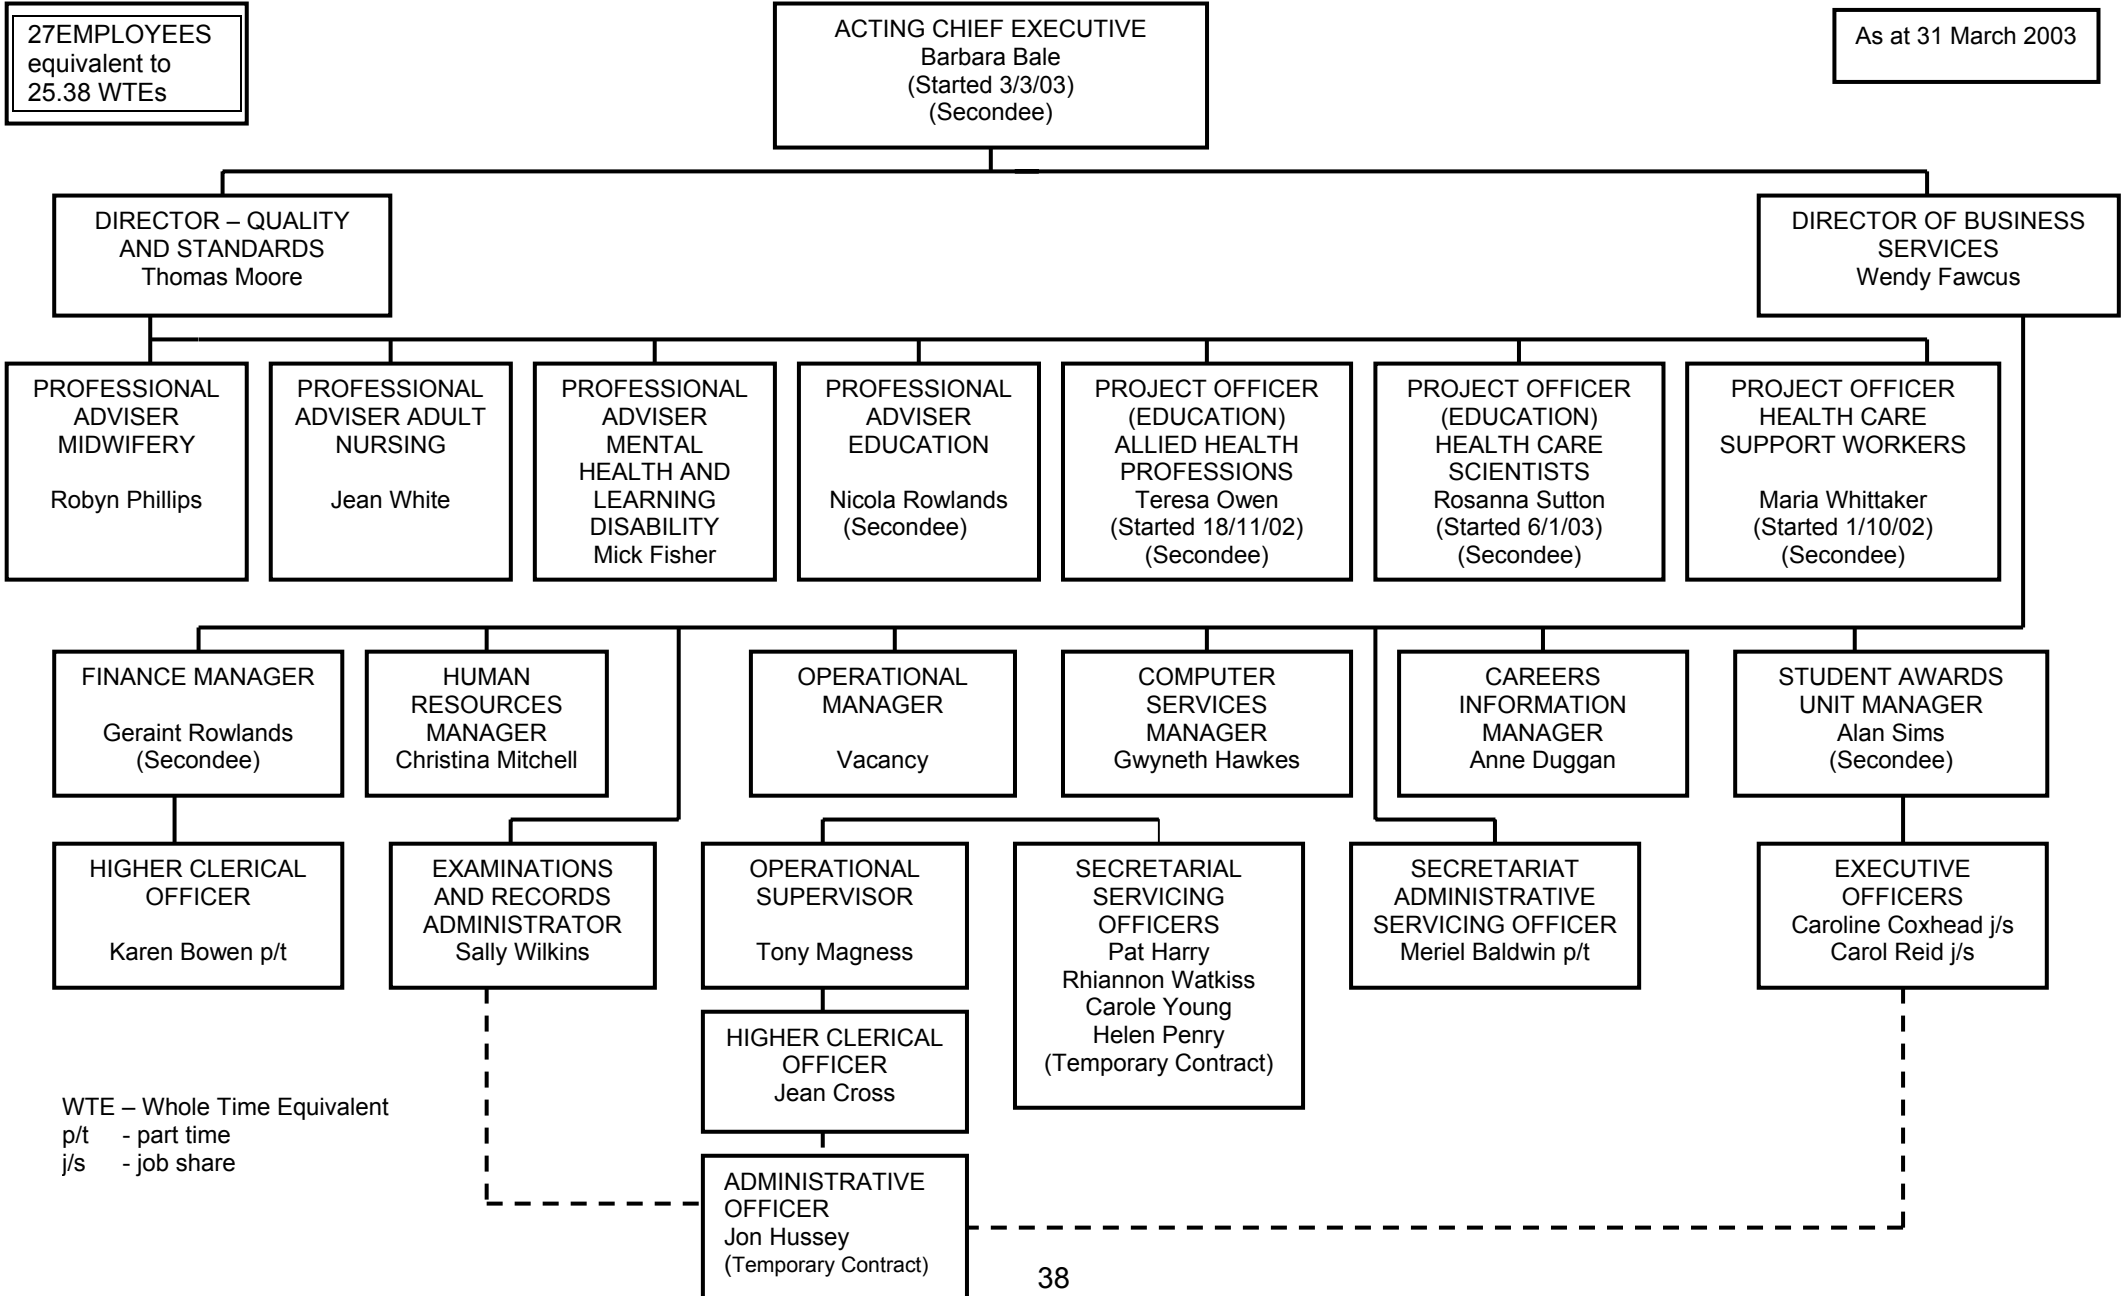 27EMPLOYEES
equivalent to
25.38 WTEs
ACTING CHIEF EXECUTIVE
Barbara Bale
(Started 3/3/03)
(Secondee)
As at 31 March 2003
DIRECTOR – QUALITY
AND STANDARDS
Thomas Moore
DIRECTOR OF BUSINESS
SERVICES
Wendy Fawcus
PROFESSIONAL
ADVISER
MIDWIFERY
Robyn Phillips
PROFESSIONAL
ADVISER ADULT
NURSING
Jean White
PROFESSIONAL
ADVISER
MENTAL
HEALTH AND
LEARNING
DISABILITY
Mick Fisher
PROFESSIONAL
ADVISER
EDUCATION
Nicola Rowlands
(Secondee)
PROJECT OFFICER
(EDUCATION)
ALLIED HEALTH
PROFESSIONS
Teresa Owen
(Started 18/11/02)
(Secondee)
PROJECT OFFICER
(EDUCATION)
HEALTH CARE
SCIENTISTS
Rosanna Sutton
(Started 6/1/03)
(Secondee)
PROJECT OFFICER
HEALTH CARE
SUPPORT WORKERS
Maria Whittaker
(Started 1/10/02)
(Secondee)
FINANCE MANAGER
Geraint Rowlands
(Secondee)
HUMAN
RESOURCES
MANAGER
Christina Mitchell
OPERATIONAL
MANAGER
Vacancy
COMPUTER
SERVICES
MANAGER
Gwyneth Hawkes
CAREERS
INFORMATION
MANAGER
Anne Duggan
STUDENT AWARDS
UNIT MANAGER
Alan Sims
(Secondee)
HIGHER CLERICAL
OFFICER
Karen Bowen p/t
EXAMINATIONS
AND RECORDS
ADMINISTRATOR
Sally Wilkins
OPERATIONAL
SUPERVISOR
Tony Magness
SECRETARIAL
SERVICING
OFFICERS
Pat Harry
Rhiannon Watkiss
Carole Young
Helen Penry
(Temporary Contract)
SECRETARIAT
ADMINISTRATIVE
SERVICING OFFICER
Meriel Baldwin p/t
EXECUTIVE
OFFICERS
Caroline Coxhead j/s
Carol Reid j/s
HIGHER CLERICAL
OFFICER
Jean Cross
WTE – Whole Time Equivalent
p/t - part time
j/s - job share
ADMINISTRATIVE
OFFICER
Jon Hussey
(Temporary Contract)
38